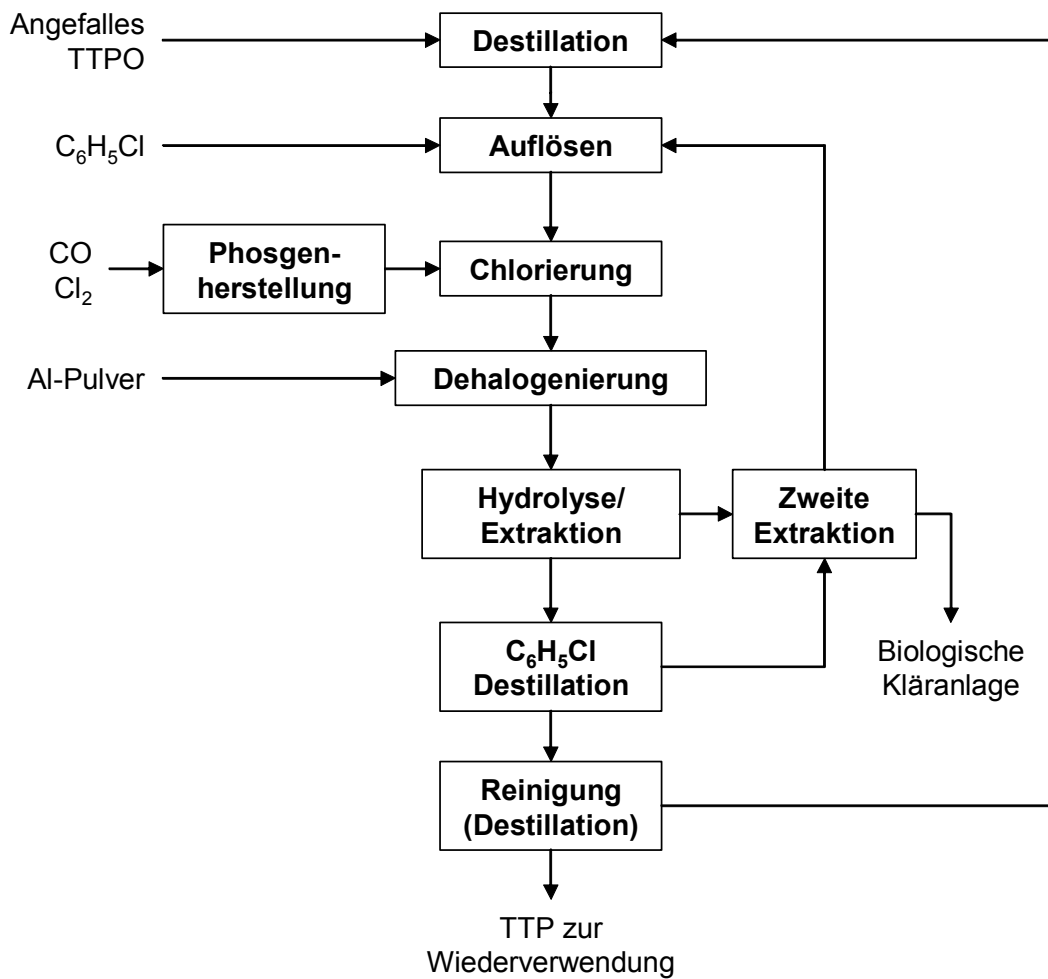 Angefalles
TTPO
Destillation
C₆H₅Cl
Auflösen
CO
Cl₂
Phosgen-
herstellung
Chlorierung
Al-Pulver
Dehalogenierung
Hydrolyse/
Extraktion
Zweite
Extraktion
C₆H₅Cl
Destillation
Biologische
Kläranlage
Reinigung
(Destillation)
TTP zur
Wiederverwendung